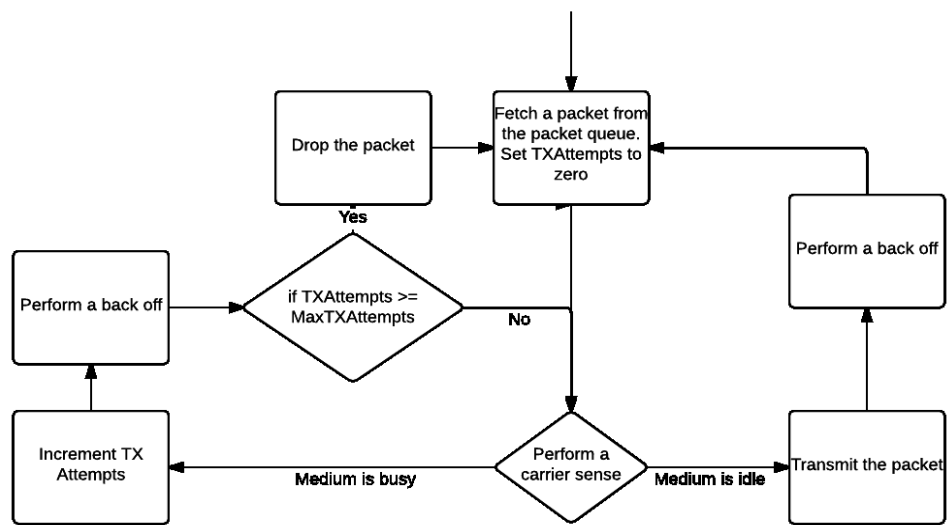 Fetch a packet from
the packet queue.
Set TXAttempts to
zero
Drop the packet
Yes
Perform a back off
Perform a back off
if TXAttempts >=
MaxTXAttempts
No
Increment TX
Attempts
Medium is busy
Perform a
carrier sense
Medium is idle
Transmit the packet